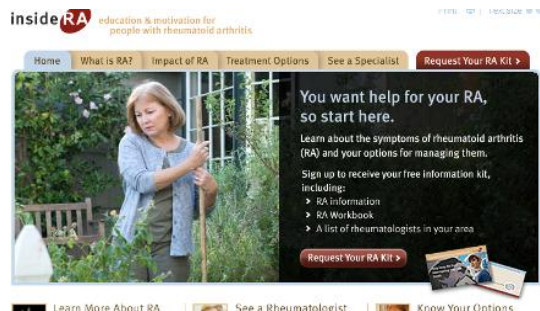 inside RA
education & motivation for
people with rheumatoid arthritis
Home
What is RA?
Impact of RA
Treatment Options
See a Specialist
Request Your RA Kit >
You want help for your RA,
so start here.
Learn about the symptoms of rheumatoid arthritis
(RA) and your options for managing them.
Sign up to receive your free information kit,
including:
> RA information
> RA Workbook
> A list of rheumatologists in your area
Request Your RA Kit >
Learn More About RA
See a Rheumatologist
Know Your Options